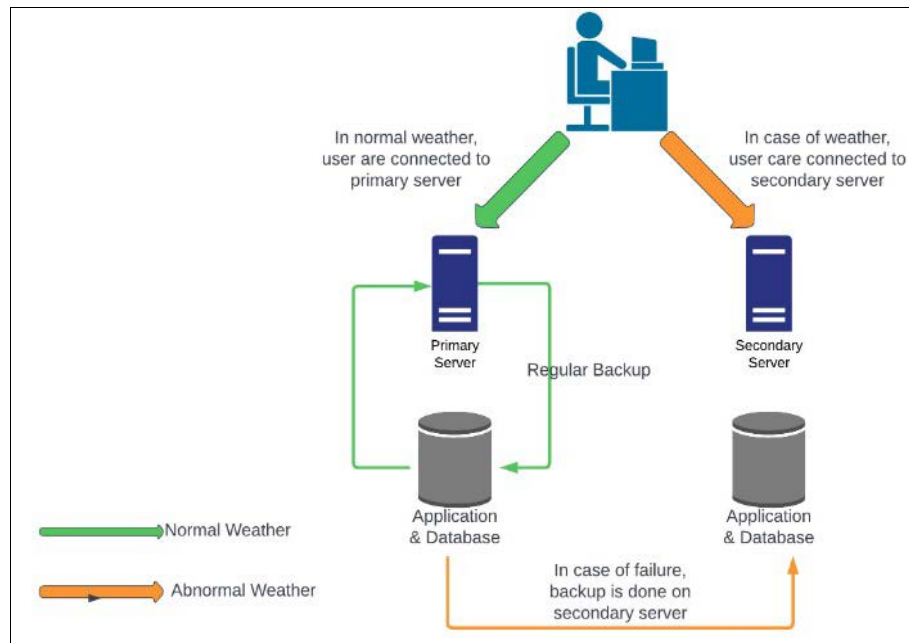 In normal weather,
user are connected to
primary server
In case of weather,
user care connected to
secondary server
Primary
Server
Secondary
Server
Regular Backup
Application
& Database
Application
& Database
Normal Weather
Abnormal Weather
In case of failure,
backup is done on
secondary server